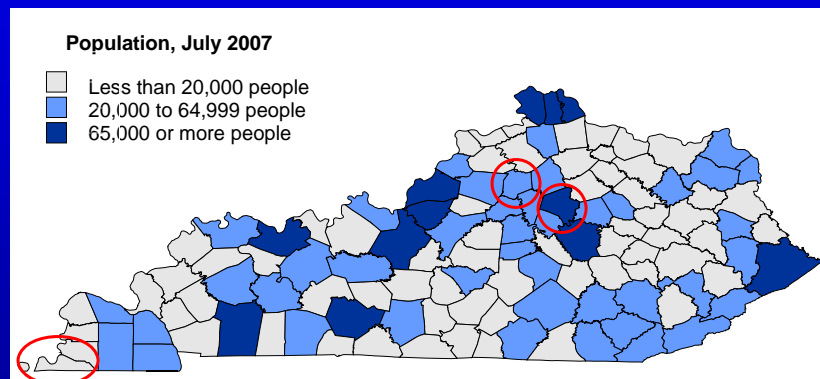 Population, July 2007
Less than 20,000 people
20,000 to 64,999 people
65,000 or more people